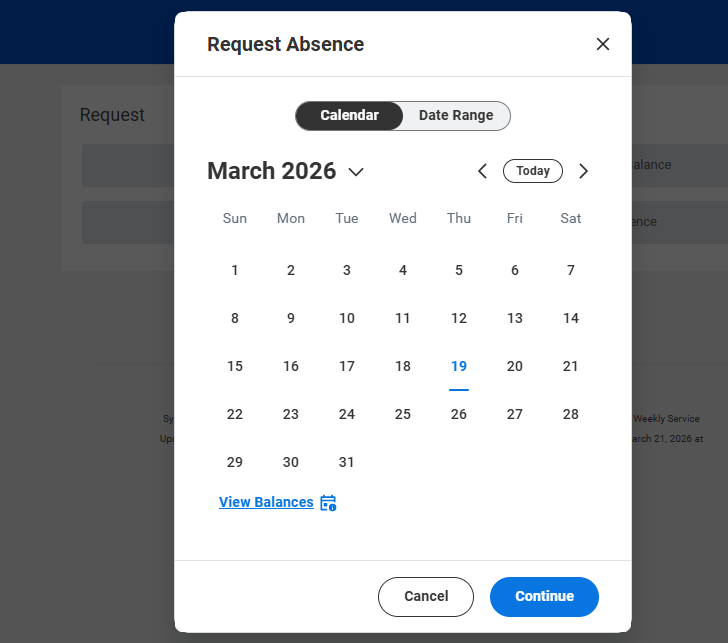 Request Absence
Request
Calendar
Date Range
March 2026
Today
alance
Sun Mon Tue Wed Thu Fri Sat
ence
1 2 3 4 5 6 7
8 9 10 11 12 13 14
15 16 17 18 19 20 21
22 23 24 25 26 27 28
Sy
Weekly Service
Upd
arch 21, 2026 at
29 30 31
View Balances
Cancel
Continue